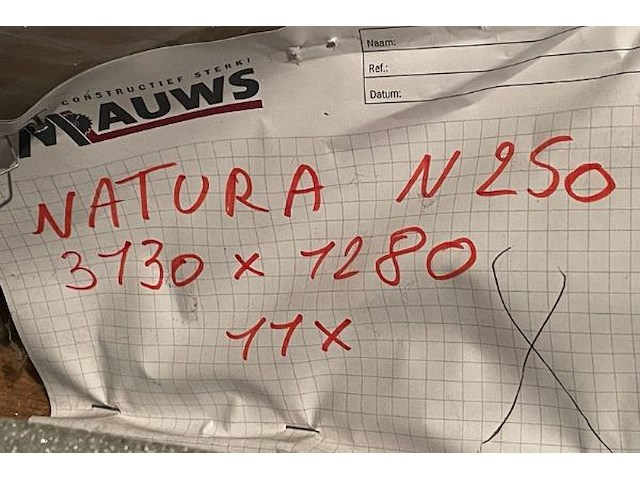 CONSTRUCTIEF STERK!
MAUWS
Naam:
Ref.:
Datum:
NATURA N250
3130 x 1280
11x